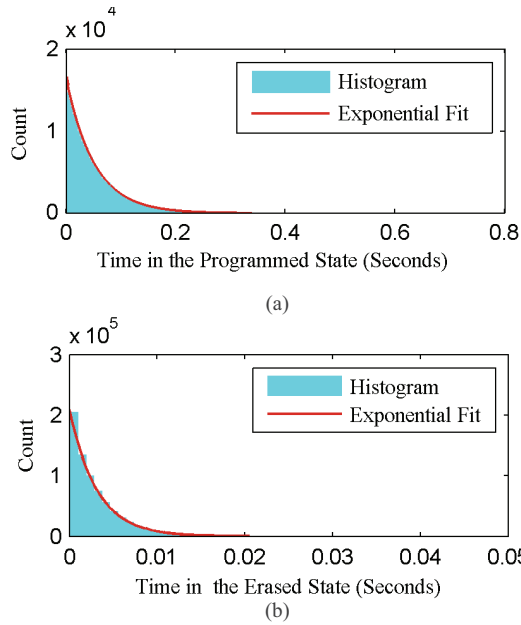 x 10^4
2
1
0
Count
Histogram
Exponential Fit
0 0.2 0.4 0.6 0.8
Time in the Programmed State (Seconds)
(a)
x 10^5
3
2
1
0
Count
Histogram
Exponential Fit
0 0.01 0.02 0.03 0.04 0.05
Time in the Erased State (Seconds)
(b)